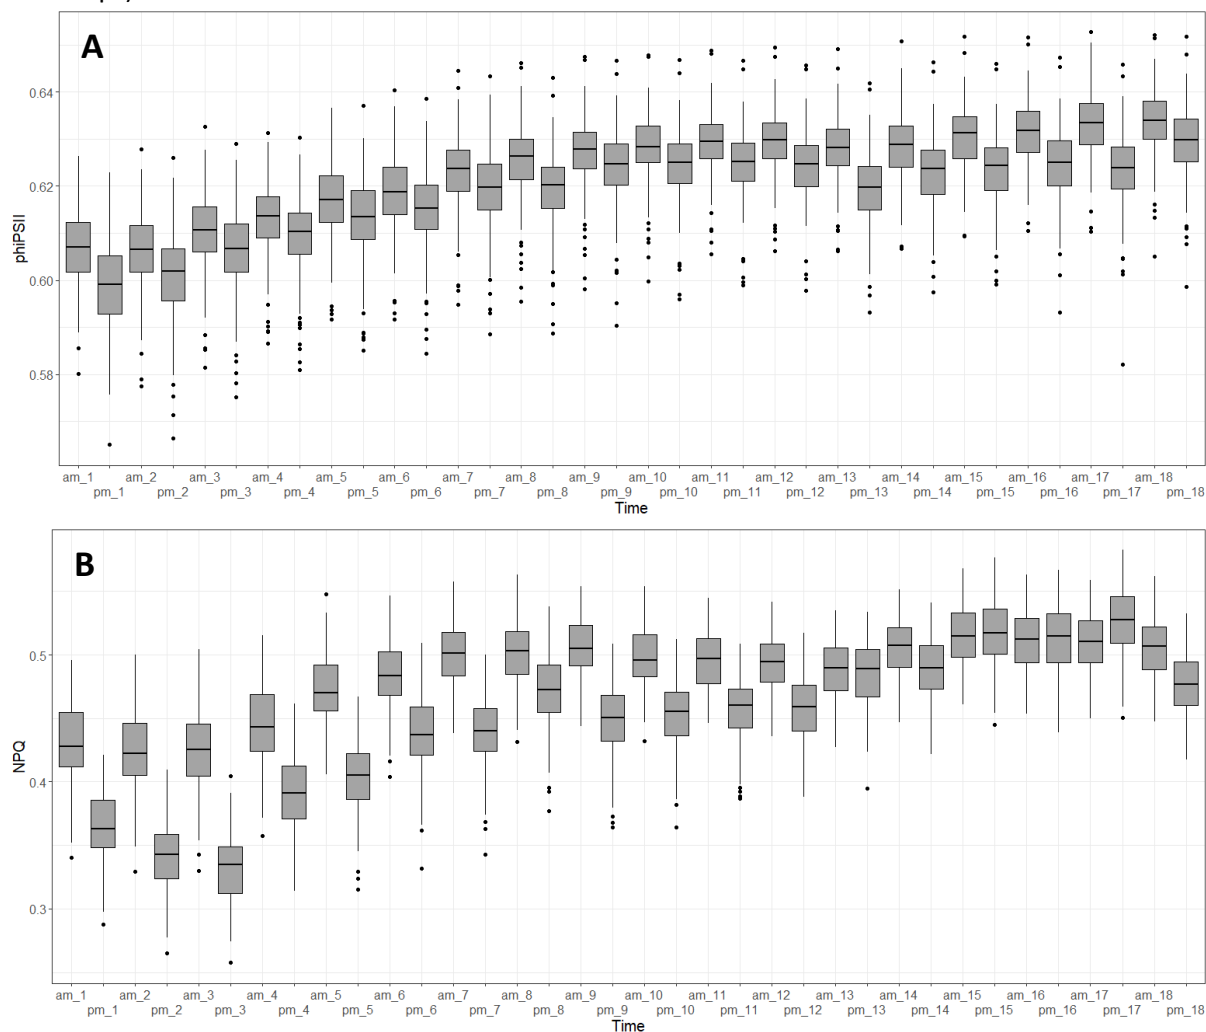 A
0.64
0.62
0.60
0.58
phiPSII
am_1 am_2 am_3 am_4 am_5 am_6 am_7 am_8 am_9 am_10 am_11 am_12 am_13 am_14 am_15 am_16 am_17 am_18
pm_1 pm_2 pm_3 pm_4 pm_5 pm_6 pm_7 pm_8 pm_9 pm_10 pm_11 pm_12 pm_13 pm_14 pm_15 pm_16 pm_17 pm_18
Time
B
0.5
0.4
0.3
NPQ
am_1 am_2 am_3 am_4 am_5 am_6 am_7 am_8 am_9 am_10 am_11 am_12 am_13 am_14 am_15 am_16 am_17 am_18
pm_1 pm_2 pm_3 pm_4 pm_5 pm_6 pm_7 pm_8 pm_9 pm_10 pm_11 pm_12 pm_13 pm_14 pm_15 pm_16 pm_17 pm_18
Time